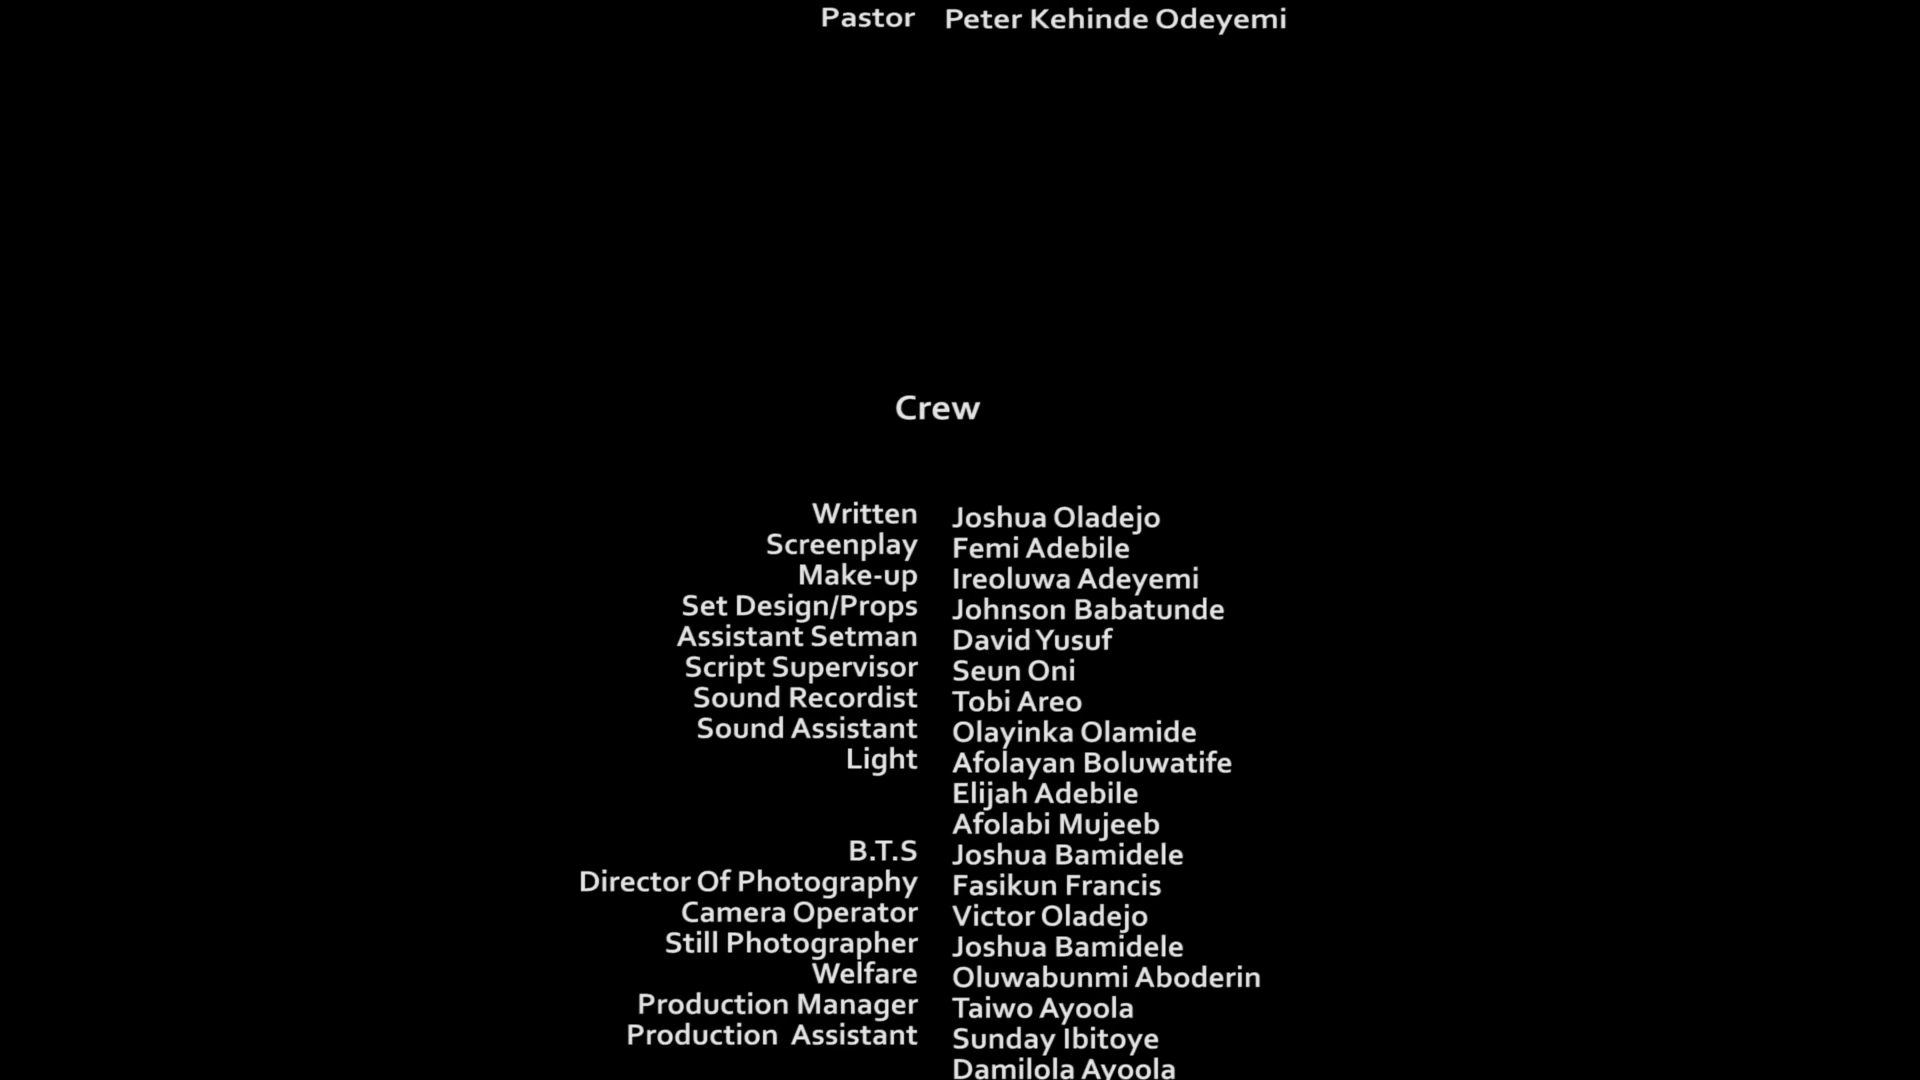 Pastor Peter Kehinde Odeyemi
Crew
Written Joshua Oladejo
Screenplay Femi Adebile
Make-up Ireoluwa Adeyemi
Set Design/Props Johnson Babatunde
Assistant Setman David Yusuf
Script Supervisor Seun Oni
Sound Recordist Tobi Areo
Sound Assistant Olayinka Olamide
Light Afolayan Boluwatife
Elijah Adebile
Afolabi Mujeeb
B.T.S Joshua Bamidele
Director Of Photography Fasikun Francis
Camera Operator Victor Oladejo
Still Photographer Joshua Bamidele
Welfare Oluwabunmi Aboderin
Production Manager Taiwo Ayoola
Production Assistant Sunday Ibitoye
Damilola Ayoola